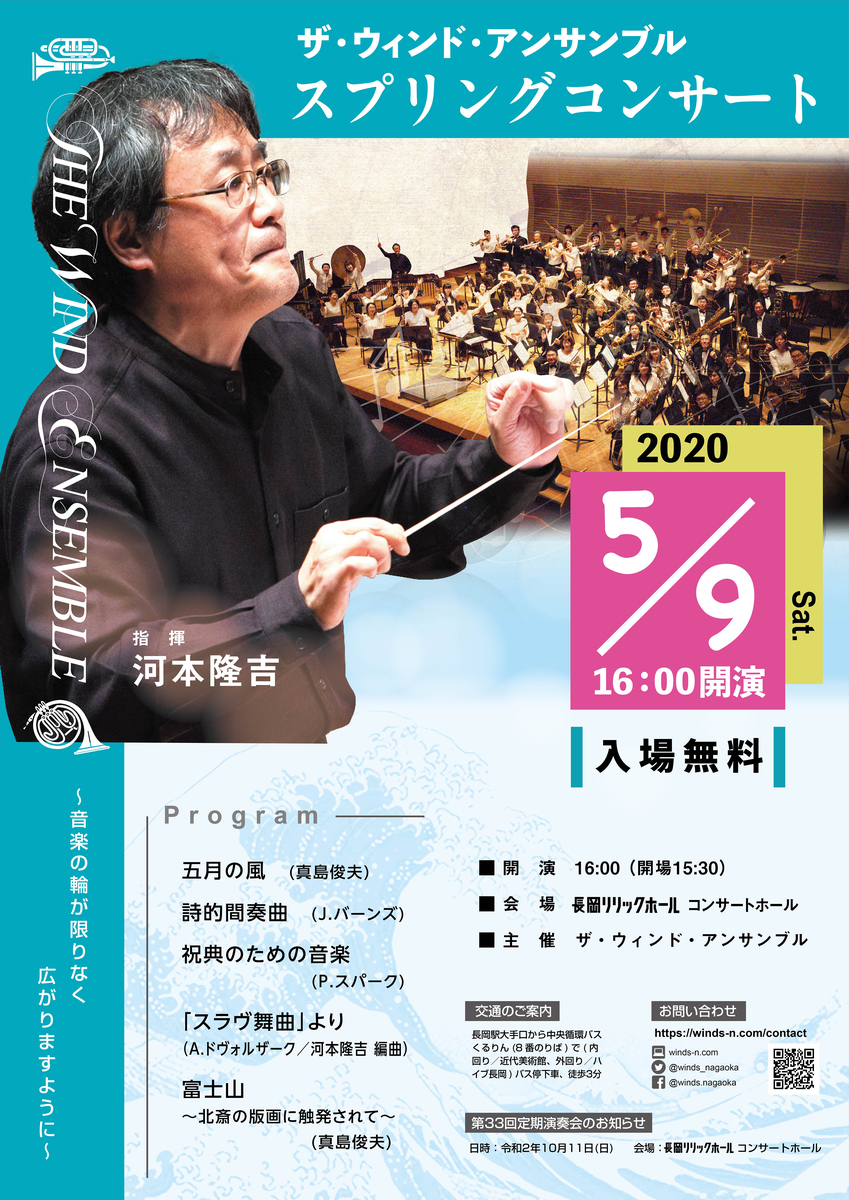 ザ・ウィンド・アンサンブル
スプリングコンサート
THE WIND ENSEMBLE
2020
5/9
Sat.
16:00開演
指 揮
河本隆吉
入場無料
～音楽の輪が限りなく
広がりますように～
Program
五月の風 (真島俊夫)
詩的間奏曲 (J.バーンズ)
祝典のための音楽
(P.スパーク)
「スラヴ舞曲」より
(A.ドヴォルザーク／河本隆吉 編曲)
富士山
～北斎の版画に触発されて～
(真島俊夫)
■ 開 演 16:00（開場15:30）
■ 会 場 長岡リリックホール コンサートホール
■ 主 催 ザ・ウィンド・アンサンブル
交通のご案内
長岡駅大手口から中央循環バス
くるりん(8番のりば)で(内
回り／近代美術館、外回り／ハ
イブ長岡)バス停下車、徒歩3分
お問い合わせ
https://winds-n.com/contact
winds-n.com
@winds_nagaoka
@winds.nagaoka
第33回定期演奏会のお知らせ
日時：令和2年10月11日(日) 会場：長岡リリックホール コンサートホール